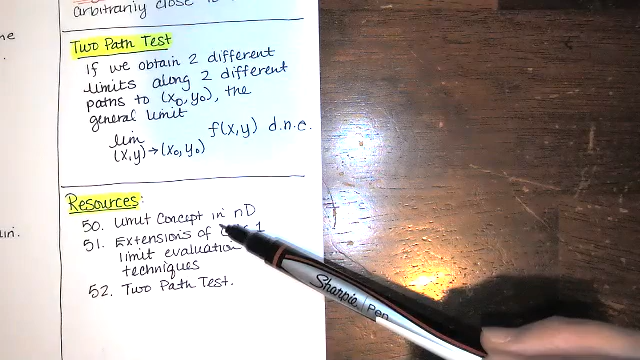 arbitrarily close
Two Path Test
If we obtain 2 different
limits along 2 different
paths to (x₀, y₀), the
general limit
lim f(x,y) d.n.e.
(x,y)→(x₀,y₀)
Resources:
50. Limit Concept in nD
51. Extensions of 1
limit evaluation
techniques
52. Two Path Test.
Sharpie Pen